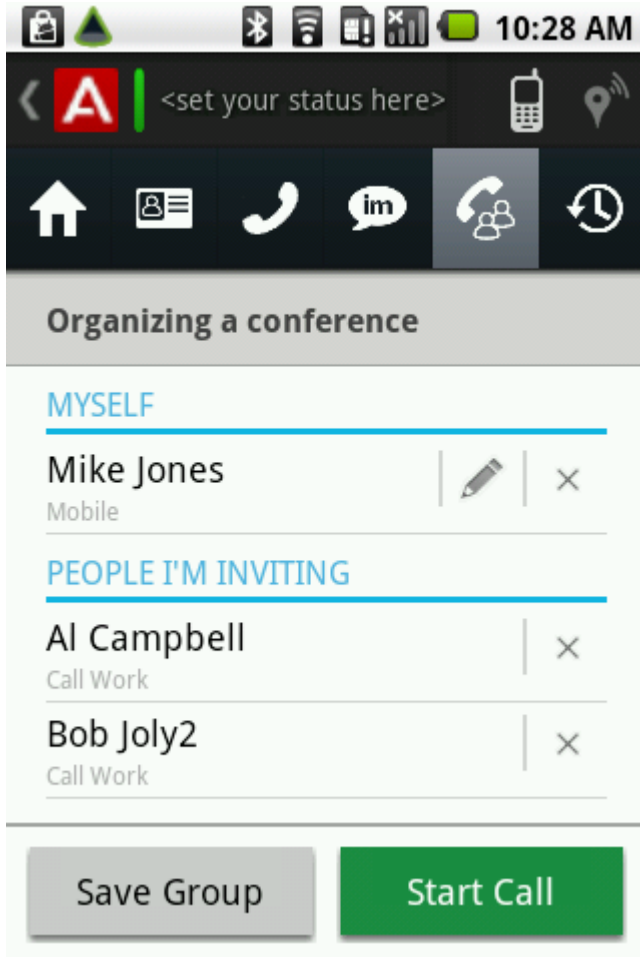 10:28 AM
A <set your status here>
im
Organizing a conference
MYSELF
Mike Jones
Mobile
PEOPLE I'M INVITING
Al Campbell
Call Work
Bob Joly2
Call Work
Save Group Start Call